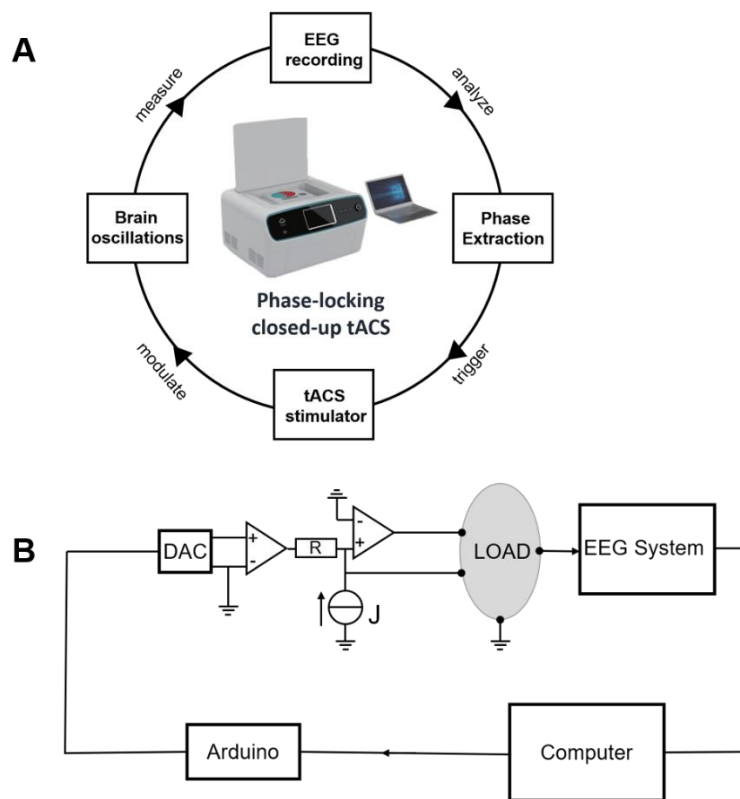 A
EEG
recording
measure
analyze
Brain
oscillations
Phase
Extraction
Phase-locking
closed-up tACS
modulate
trigger
tACS
stimulator
B
DAC
+
-
R
-
+
J
LOAD
EEG System
Arduino
Computer